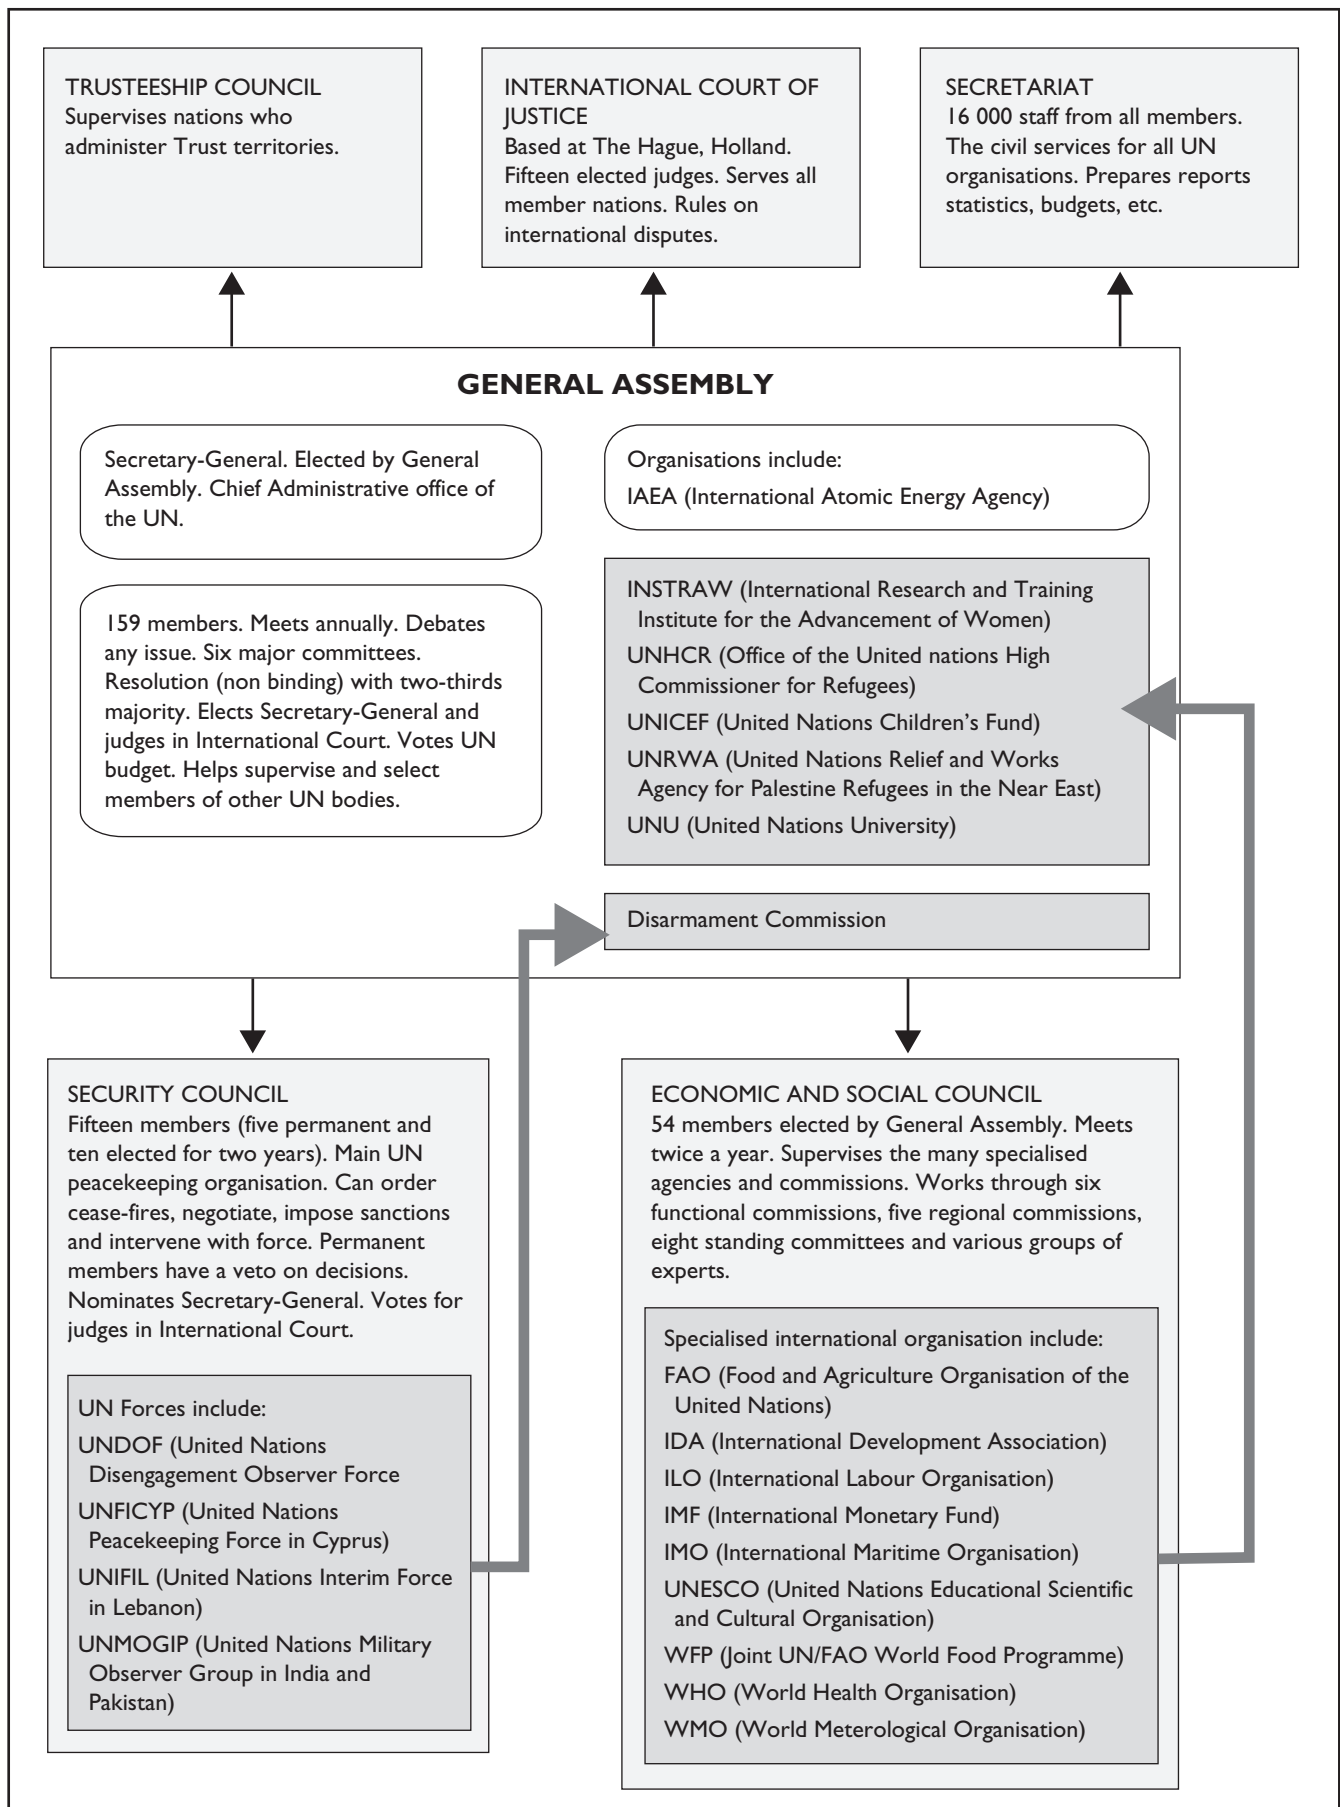 TRUSTEESHIP COUNCIL
Supervises nations who
administer Trust territories.
INTERNATIONAL COURT OF
JUSTICE
Based at The Hague, Holland.
Fifteen elected judges. Serves all
member nations. Rules on
international disputes.
SECRETARIAT
16 000 staff from all members.
The civil services for all UN
organisations. Prepares reports
statistics, budgets, etc.
GENERAL ASSEMBLY
Secretary-General. Elected by General
Assembly. Chief Administrative office of
the UN.
159 members. Meets annually. Debates
any issue. Six major committees.
Resolution (non binding) with two-thirds
majority. Elects Secretary-General and
judges in International Court. Votes UN
budget. Helps supervise and select
members of other UN bodies.
Organisations include:
IAEA (International Atomic Energy Agency)
INSTRAW (International Research and Training
Institute for the Advancement of Women)
UNHCR (Office of the United nations High
Commissioner for Refugees)
UNICEF (United Nations Children's Fund)
UNRWA (United Nations Relief and Works
Agency for Palestine Refugees in the Near East)
UNU (United Nations University)
Disarmament Commission
SECURITY COUNCIL
Fifteen members (five permanent and
ten elected for two years). Main UN
peacekeeping organisation. Can order
cease-fires, negotiate, impose sanctions
and intervene with force. Permanent
members have a veto on decisions.
Nominates Secretary-General. Votes for
judges in International Court.
UN Forces include:
UNDOF (United Nations
Disengagement Observer Force
UNFICYP (United Nations
Peacekeeping Force in Cyprus)
UNIFIL (United Nations Interim Force
in Lebanon)
UNMOGIP (United Nations Military
Observer Group in India and
Pakistan)
ECONOMIC AND SOCIAL COUNCIL
54 members elected by General Assembly. Meets
twice a year. Supervises the many specialised
agencies and commissions. Works through six
functional commissions, five regional commissions,
eight standing committees and various groups of
experts.
Specialised international organisation include:
FAO (Food and Agriculture Organisation of the
United Nations)
IDA (International Development Association)
ILO (International Labour Organisation)
IMF (International Monetary Fund)
IMO (International Maritime Organisation)
UNESCO (United Nations Educational Scientific
and Cultural Organisation)
WFP (Joint UN/FAO World Food Programme)
WHO (World Health Organisation)
WMO (World Meterological Organisation)